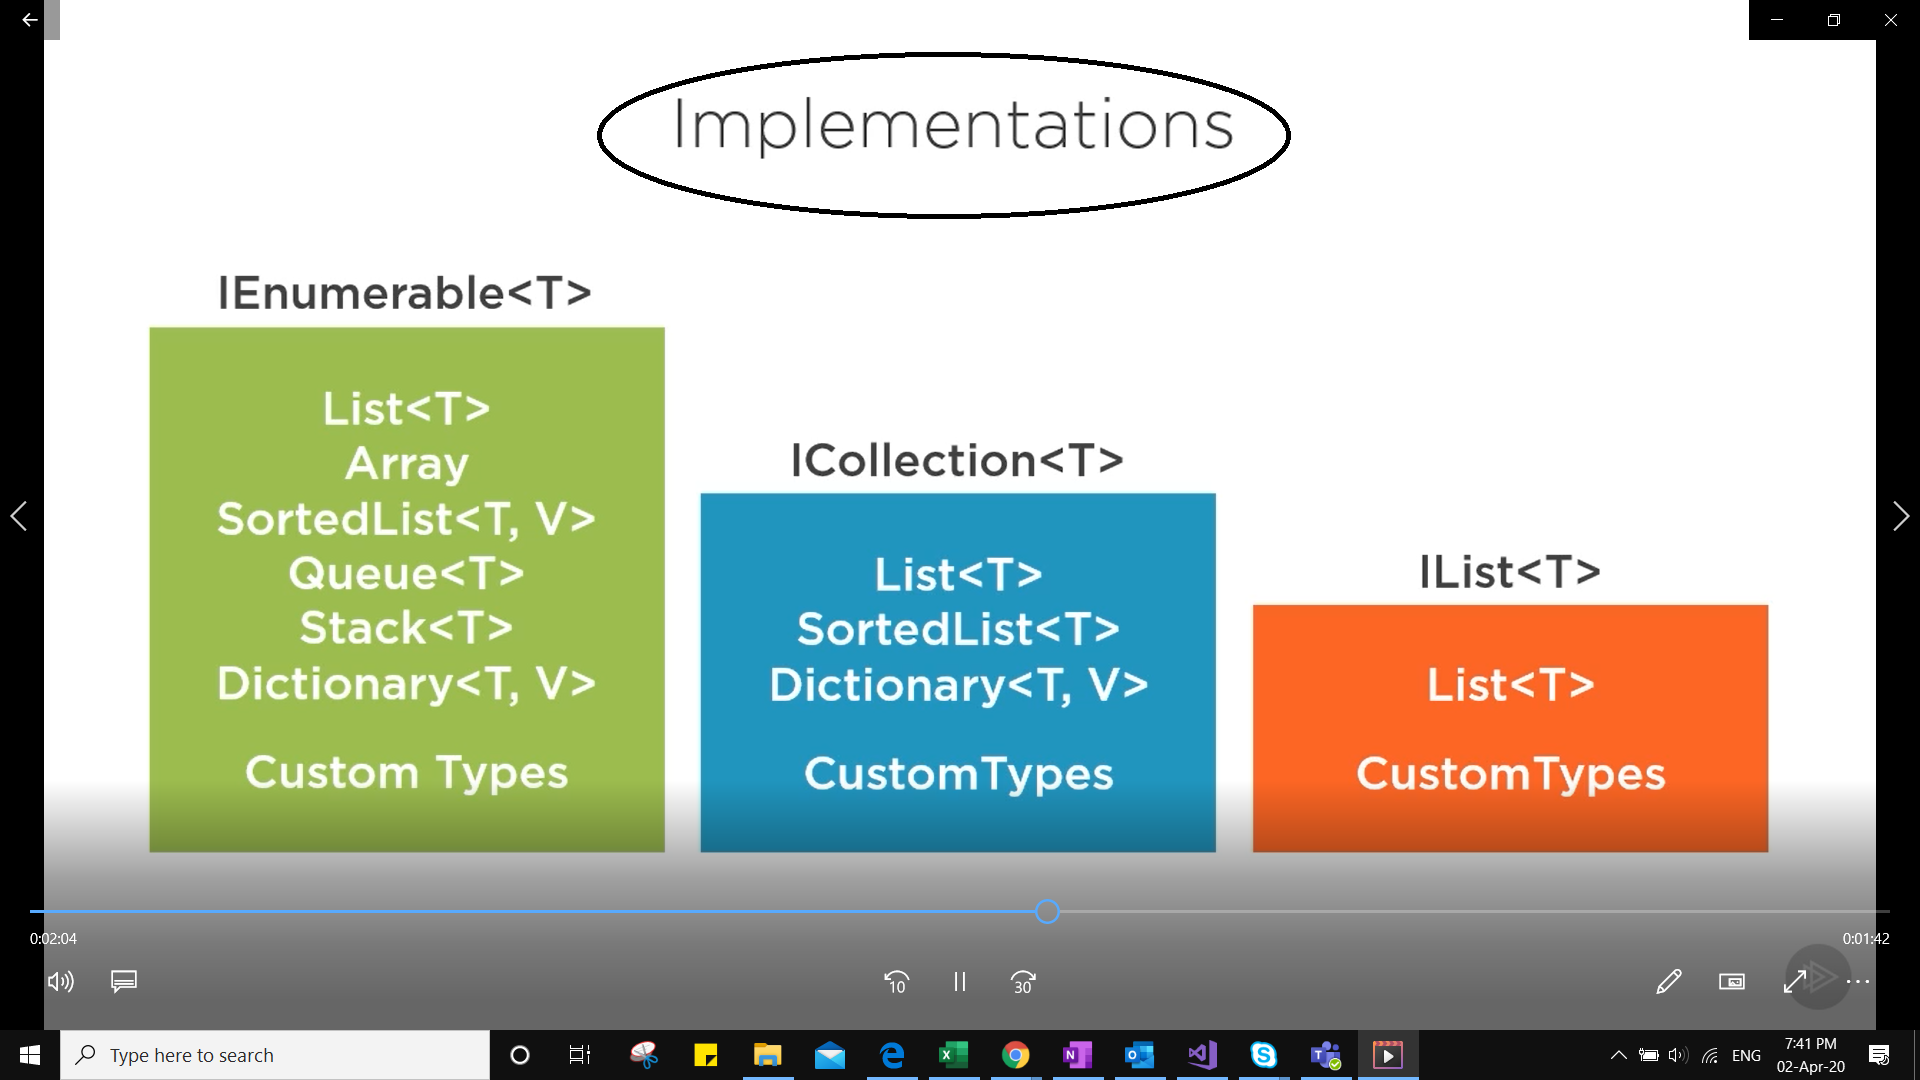 Implementations
IEnumerable<T>
List<T>
Array
SortedList<T, V>
Queue<T>
Stack<T>
Dictionary<T, V>
Custom Types
ICollection<T>
List<T>
SortedList<T>
Dictionary<T, V>
CustomTypes
IList<T>
List<T>
CustomTypes
0:02:04
0:01:42
10
30
Type here to search
ENG
7:41 PM
02-Apr-20